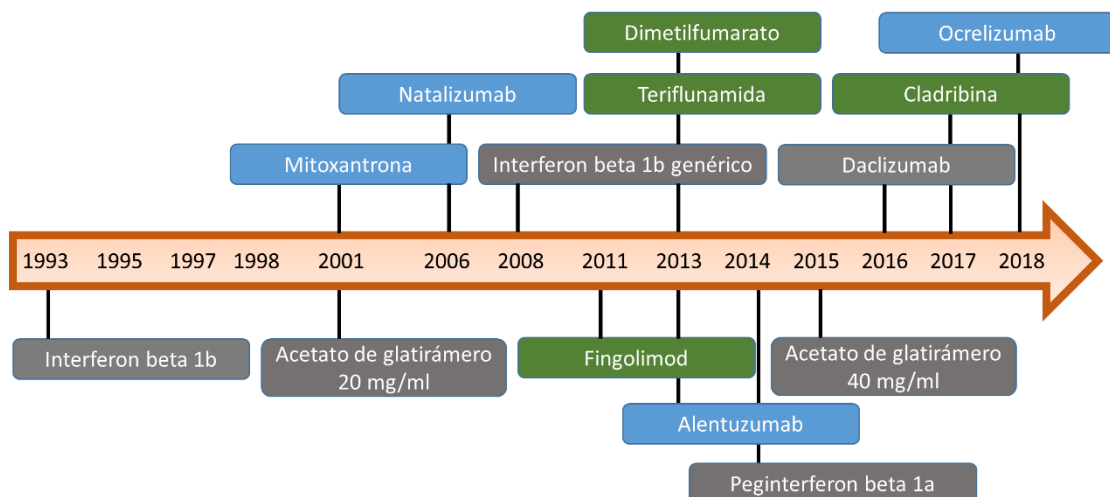 Dimetilfumarato
Ocrelizumab
Natalizumab
Teriflunamida
Cladribina
Mitoxantrona
Interferon beta 1b genérico
Daclizumab
1993 1995 1997 1998 2001 2006 2008 2011 2013 2014 2015 2016 2017 2018
Interferon beta 1b
Acetato de glatirámero
20 mg/ml
Fingolimod
Acetato de glatirámero
40 mg/ml
Alentuzumab
Peginterferon beta 1a